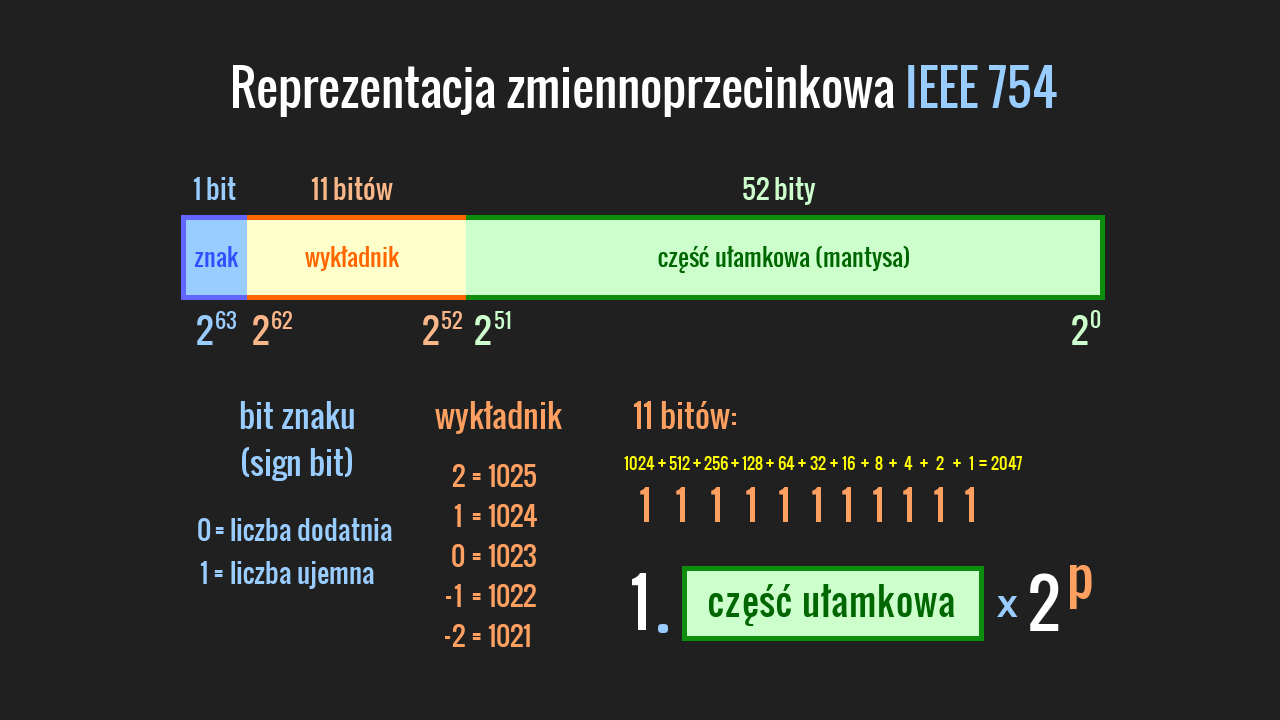 Reprezentacja zmiennoprzecinkowa IEEE 754
1 bit 11 bitów 52 bity
znak wykładnik część ułamkowa (mantysa)
2^63 2^62 2^52 2^51 2^0
bit znaku
(sign bit)
0 = liczba dodatnia
1 = liczba ujemna
wykładnik
2 = 1025
1 = 1024
0 = 1023
-1 = 1022
-2 = 1021
11 bitów:
1024 + 512 + 256 + 128 + 64 + 32 + 16 + 8 + 4 + 2 + 1 = 2047
1 1 1 1 1 1 1 1 1 1 1
1. część ułamkowa x 2^p